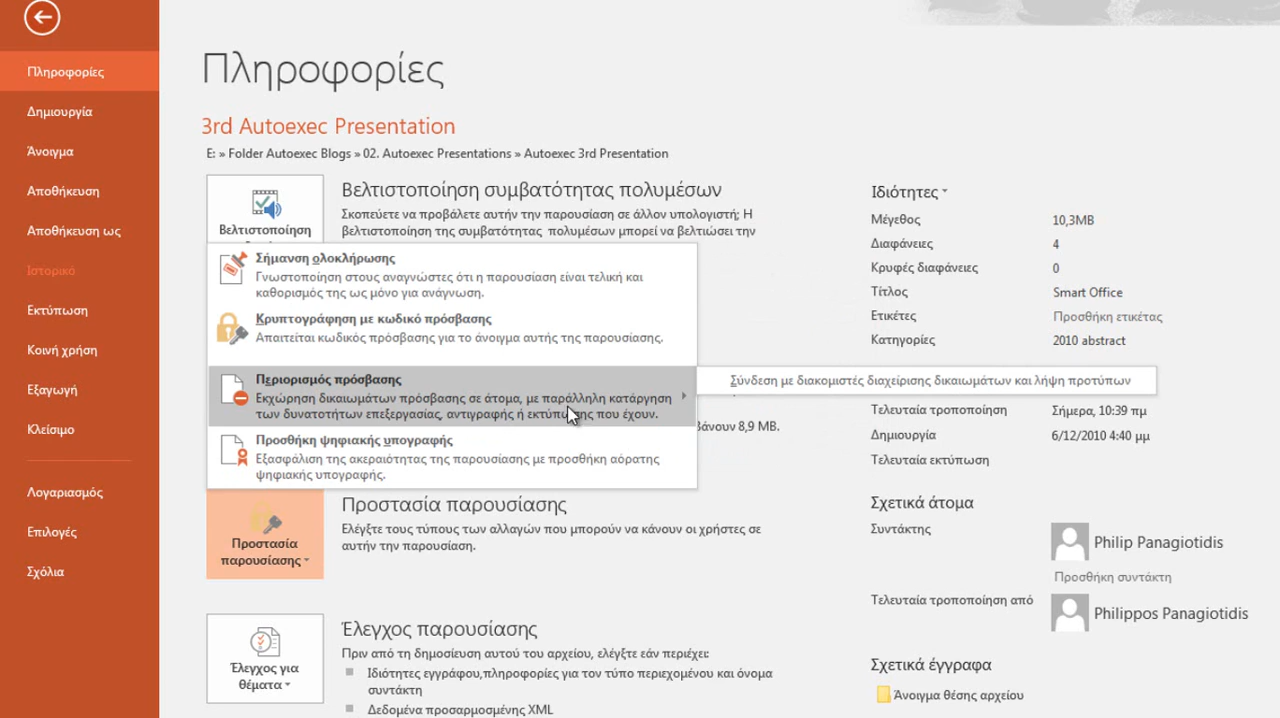 Πληροφορίες
Δημιουργία
Άνοιγμα
Αποθήκευση
Αποθήκευση ως
Ιστορικό
Εκτύπωση
Κοινή χρήση
Εξαγωγή
Κλείσιμο
Λογαριασμός
Επιλογές
Σχόλια
Πληροφορίες
3rd Autoexec Presentation
E: » Folder Autoexec Blogs » 02. Autoexec Presentations » Autoexec 3rd Presentation
Βελτιστοποίηση
Βελτιστοποίηση συμβατότητας πολυμέσων
Σκοπεύετε να προβάλετε αυτήν την παρουσίαση σε άλλον υπολογιστή; Η
βελτιστοποίηση της συμβατότητας πολυμέσων μπορεί να βελτιώσει την
Σήμανση ολοκλήρωσης
Γνωστοποίηση στους αναγνώστες ότι η παρουσίαση είναι τελική και
καθορισμός της ως μόνο για ανάγνωση.
Κρυπτογράφηση με κωδικό πρόσβασης
Απαιτείται κωδικός πρόσβασης για το άνοιγμα αυτής της παρουσίασης.
Περιορισμός πρόσβασης
Εκχώρηση δικαιωμάτων πρόσβασης σε άτομα, με παράλληλη κατάργηση
των δυνατοτήτων επεξεργασίας, αντιγραφής ή εκτύπωσης που έχουν.
Σύνδεση με διακομιστές διαχείρισης δικαιωμάτων και λήψη προτύπων
βάνουν 8,9 MB.
Προσθήκη ψηφιακής υπογραφής
Εξασφάλιση της ακεραιότητας της παρουσίασης με προσθήκη αόρατης
ψηφιακής υπογραφής.
Προστασία
παρουσίασης
Προστασία παρουσίασης
Ελέγξτε τους τύπους των αλλαγών που μπορούν να κάνουν οι χρήστες σε
αυτήν την παρουσίαση.
Έλεγχος για
θέματα
Έλεγχος παρουσίασης
Πριν από τη δημοσίευση αυτού του αρχείου, ελέγξτε εάν περιέχει:
Ιδιότητες εγγράφου,πληροφορίες για τον τύπο περιεχομένου και όνομα
συντάκτη
Δεδομένα προσαρμοσμένης XML
Ιδιότητες
Μέγεθος 10,3MB
Διαφάνειες 4
Κρυφές διαφάνειες 0
Τίτλος Smart Office
Ετικέτες Προσθήκη ετικέτας
Κατηγορίες 2010 abstract
Τελευταία τροποποίηση Σήμερα, 10:39 πμ
Δημιουργία 6/12/2010 4:40 μμ
Τελευταία εκτύπωση
Σχετικά άτομα
Συντάκτης Philip Panagiotidis
Προσθήκη συντάκτη
Τελευταία τροποποίηση από Philippos Panagiotidis
Σχετικά έγγραφα
Άνοιγμα θέσης αρχείου